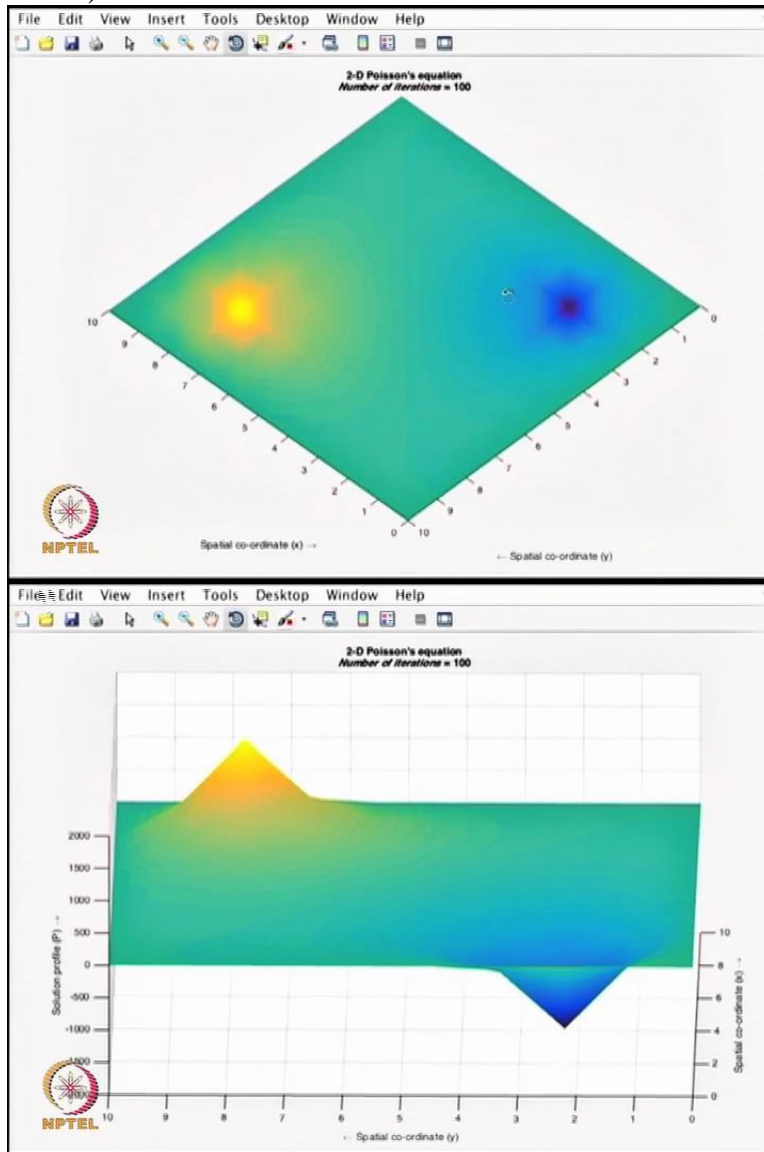 File Edit View Insert Tools Desktop Window Help
2-D Poisson's equation
Number of iterations = 100
10
9
8
7
6
5
4
3
2
1
0
10
9
8
7
6
5
4
3
2
1
0
Spatial co-ordinate (x) →
← Spatial co-ordinate (y)
NPTEL
File Edit View Insert Tools Desktop Window Help
2-D Poisson's equation
Number of iterations = 100
2000
1500
1000
500
0
-500
-1000
Solution profile (P) →
10
8
6
4
2
0
Spatial co-ordinate (x) →
10 9 8 7 6 5 4 3 2 1 0
← Spatial co-ordinate (y)
NPTEL